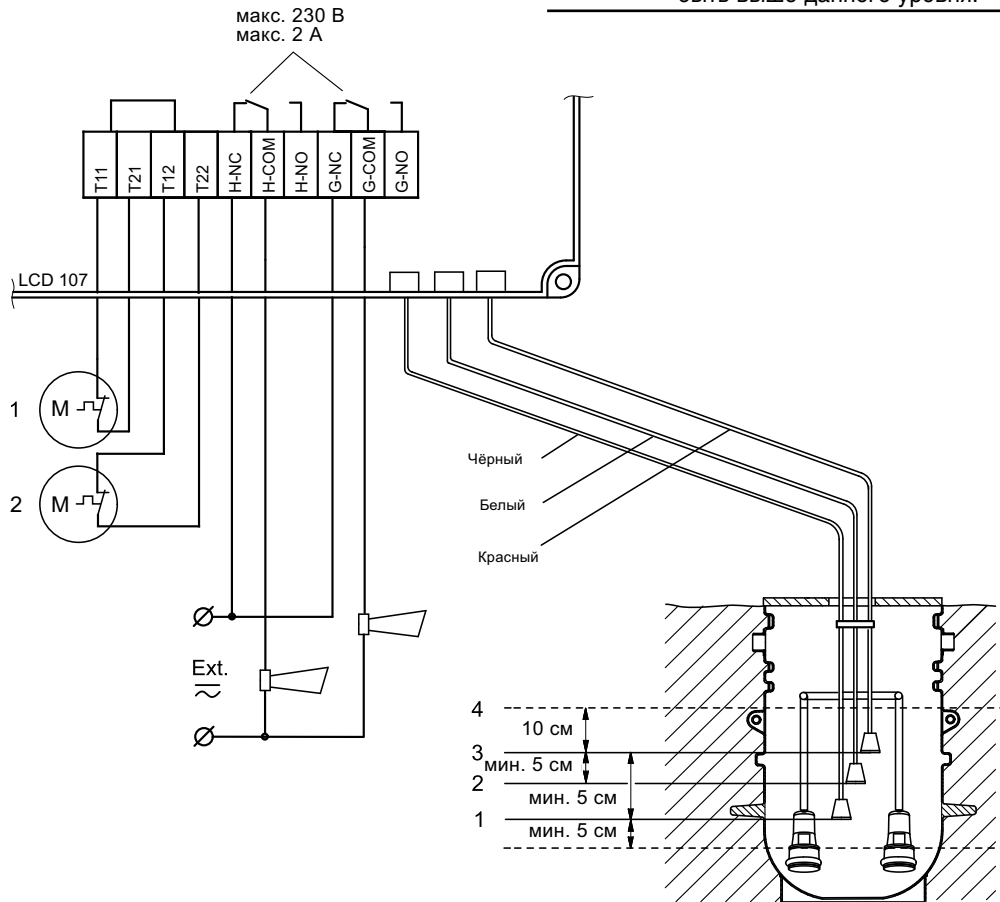 быть выше данного уровня.
макс. 230 В
макс. 2 А
T11
T21
T12
T22
H-NC
H-COM
H-NO
G-NC
G-COM
G-NO
LCD 107
1
M
2
M
Чёрный
Белый
Красный
Ext.
4
10 см
3
мин. 5 см
2
мин. 5 см
1
мин. 5 см